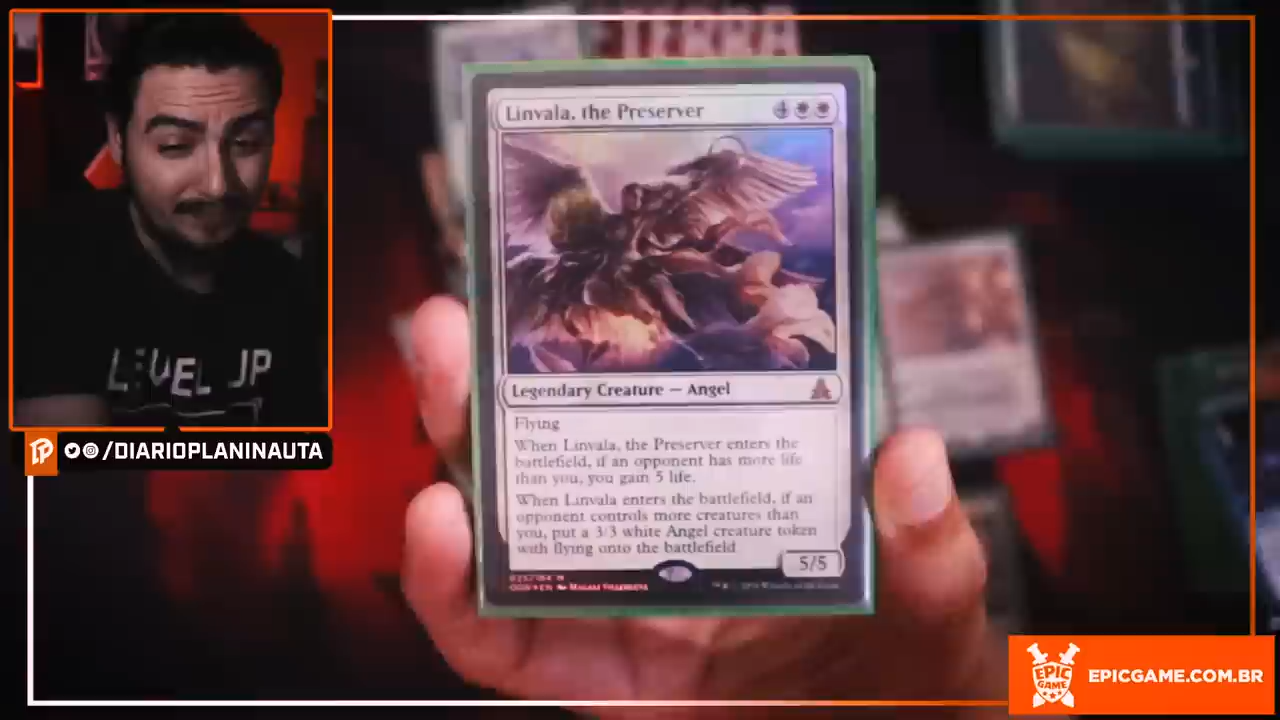 TERRA
Linvala, the Preserver
4
LEVEL JP
Legendary Creature — Angel
Flying
When Linvala, the Preserver enters the
battlefield, if an opponent has more life
than you, you gain 5 life.
When Linvala enters the battlefield, if an
opponent controls more creatures than
you, put a 3/3 white Angel creature token
with flying onto the battlefield.
5/5
/DIARIOPLANINAUTA
EPIC
GAME
EPICGAME.COM.BR